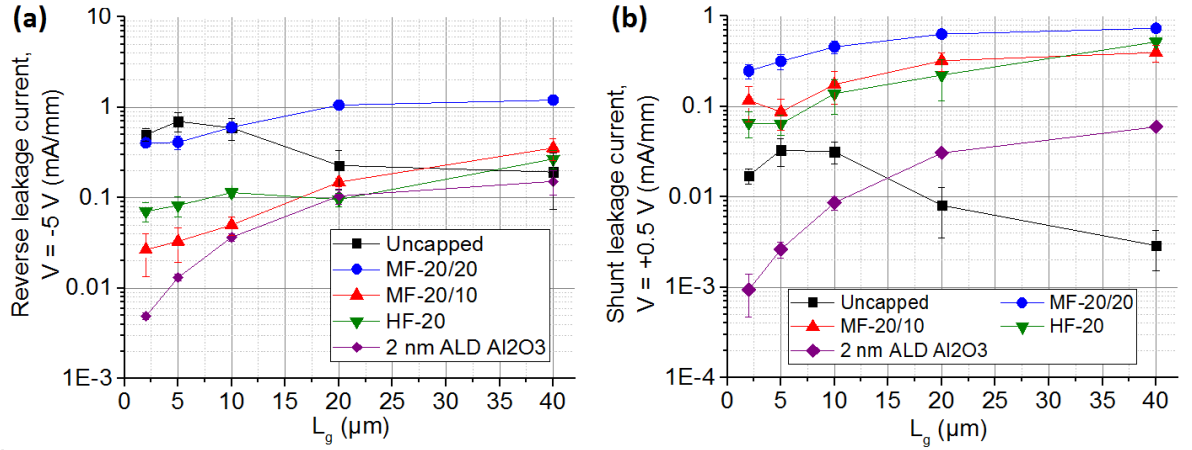 (a)
Reverse leakage current,
V = -5 V (mA/mm)
10
1
0.1
0.01
1E-3
Uncapped
MF-20/20
MF-20/10
HF-20
2 nm ALD Al2O3
0 5 10 15 20 25 30 35 40
Lg (µm)
(b)
Shunt leakage current,
V = +0.5 V (mA/mm)
1
0.1
0.01
1E-3
1E-4
Uncapped MF-20/20
MF-20/10 HF-20
2 nm ALD Al2O3
0 5 10 15 20 25 30 35 40
Lg (µm)